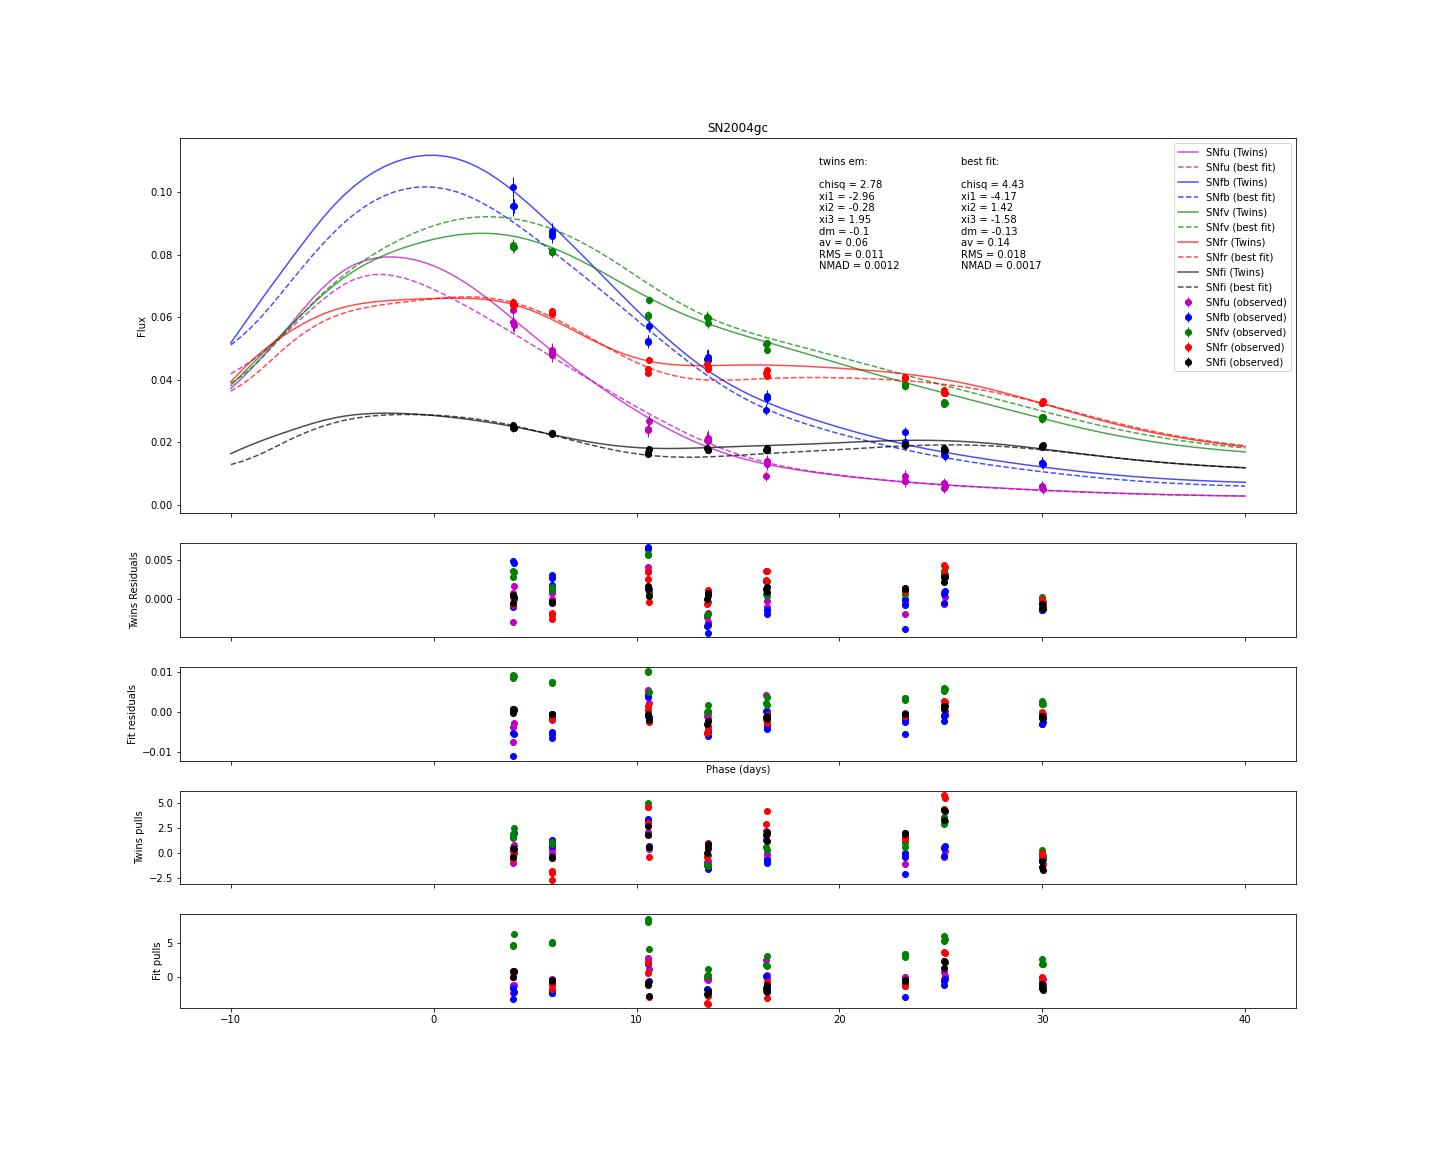 SN2004gc
twins em:
best fit:
chisq = 2.78
xi1 = -2.96
xi2 = -0.28
xi3 = 1.95
dm = -0.1
av = 0.06
RMS = 0.011
NMAD = 0.0012
chisq = 4.43
xi1 = -4.17
xi2 = 1.42
xi3 = -1.58
dm = -0.13
av = 0.14
RMS = 0.018
NMAD = 0.0017
SNfu (Twins)
SNfu (best fit)
SNfb (Twins)
SNfb (best fit)
SNfv (Twins)
SNfv (best fit)
SNfr (Twins)
SNfr (best fit)
SNfi (Twins)
SNfi (best fit)
SNfu (observed)
SNfb (observed)
SNfv (observed)
SNfr (observed)
SNfi (observed)
Flux
0.10
0.08
0.06
0.04
0.02
0.00
Twins Residuals
0.005
0.000
Fit residuals
0.01
0.00
−0.01
Phase (days)
Twins pulls
5.0
2.5
0.0
−2.5
Fit pulls
5
0
−10
0
10
20
30
40